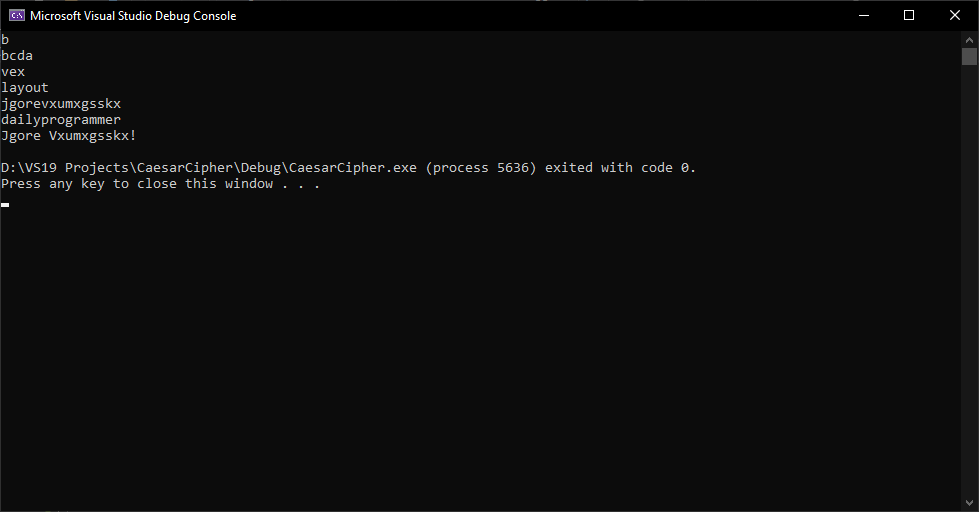 Microsoft Visual Studio Debug Console
b
bcda
vex
layout
jgorevxumxgsskx
dailyprogrammer
Jgore Vxumxgsskx!
D:\VS19 Projects\CaesarCipher\Debug\CaesarCipher.exe (process 5636) exited with code 0.
Press any key to close this window . . .